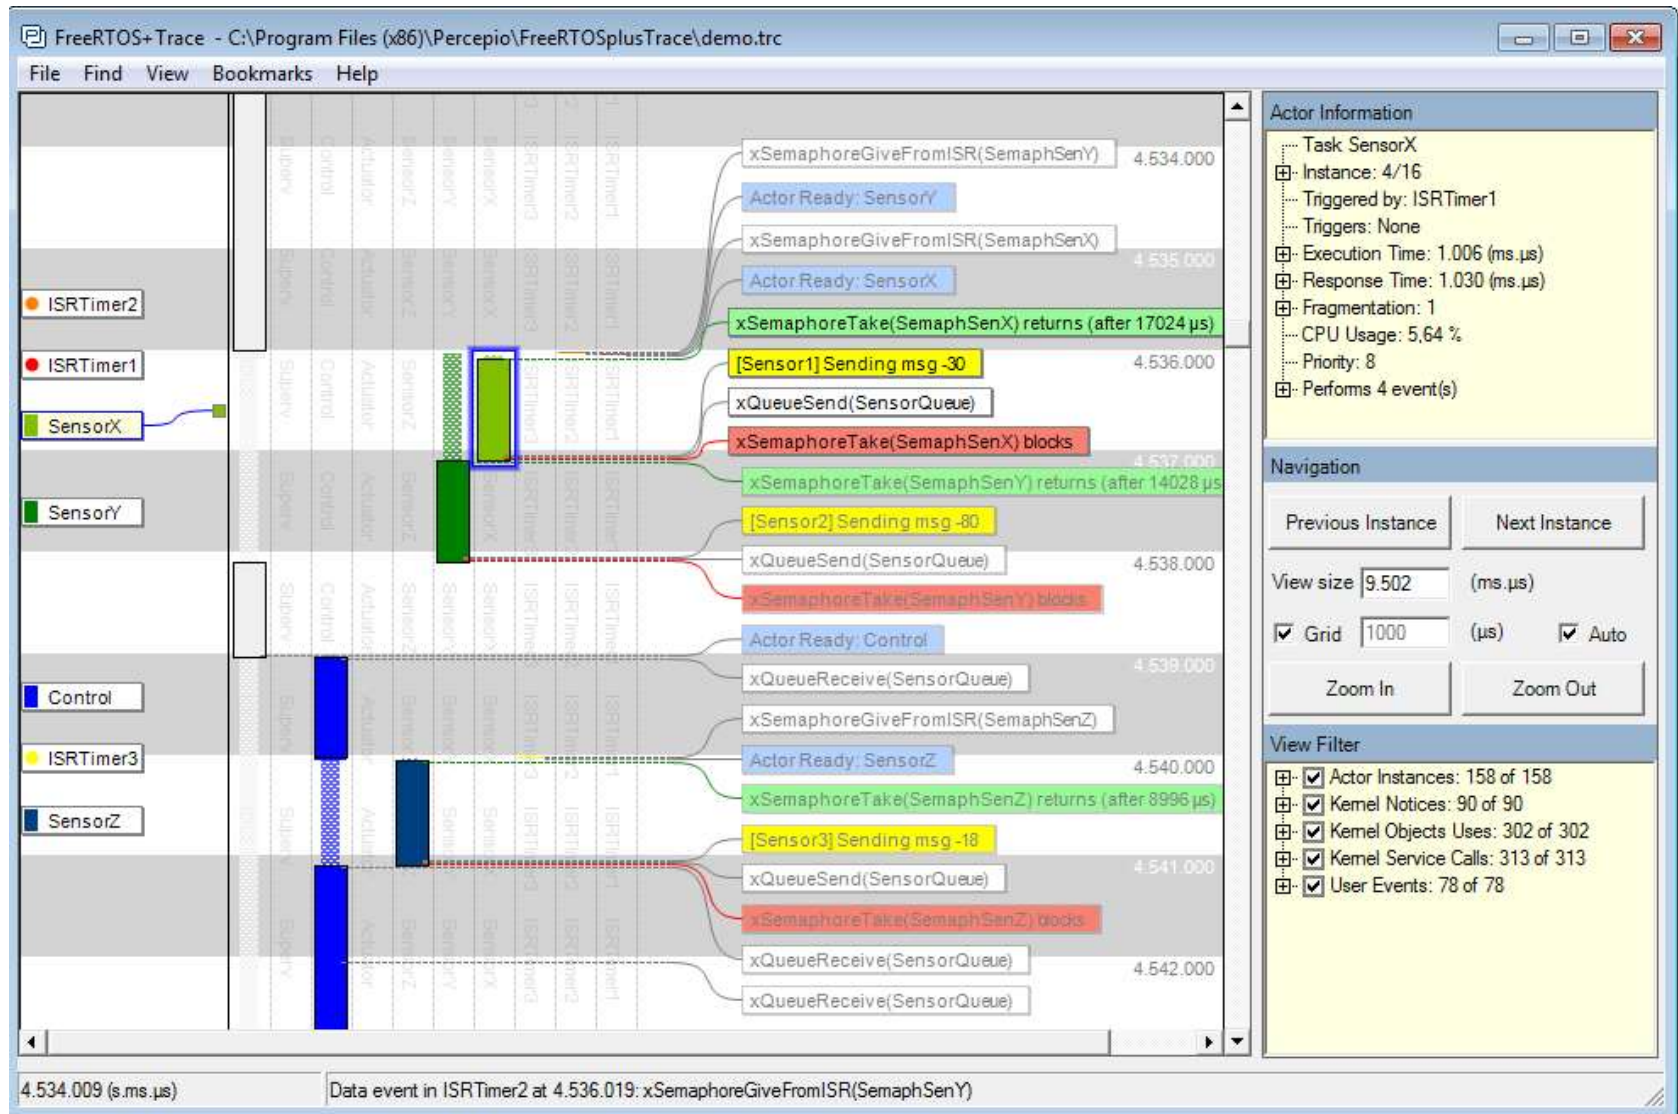 FreeRTOS+Trace - C:\Program Files (x86)\Percepio\FreeRTOSplusTrace\demo.trc
File Find View Bookmarks Help
Superv Control Actuator SensorZ SensorY SensorX ISRTimer3 ISRTimer2 ISRTimer1
ISRTimer2
ISRTimer1
SensorX
SensorY
Control
ISRTimer3
SensorZ
xSemaphoreGiveFromISR(SemaphSenY) 4.534.000
Actor Ready: SensorY
xSemaphoreGiveFromISR(SemaphSenX)
4.535.000
Actor Ready: SensorX
xSemaphoreTake(SemaphSenX) returns (after 17024 µs)
[Sensor1] Sending msg -30 4.536.000
xQueueSend(SensorQueue)
xSemaphoreTake(SemaphSenX) blocks
4.537.000
xSemaphoreTake(SemaphSenY) returns (after 14028 µs
[Sensor2] Sending msg -80
xQueueSend(SensorQueue) 4.538.000
xSemaphoreTake(SemaphSenY) blocks
Actor Ready: Control
4.539.000
xQueueReceive(SensorQueue)
xSemaphoreGiveFromISR(SemaphSenZ)
Actor Ready: SensorZ 4.540.000
xSemaphoreTake(SemaphSenZ) returns (after 8996 µs)
[Sensor3] Sending msg -18
4.541.000
xQueueSend(SensorQueue)
xSemaphoreTake(SemaphSenZ) blocks
xQueueReceive(SensorQueue) 4.542.000
xQueueReceive(SensorQueue)
Actor Information
Task SensorX
Instance: 4/16
Triggered by: ISRTimer1
Triggers: None
Execution Time: 1.006 (ms.µs)
Response Time: 1.030 (ms.µs)
Fragmentation: 1
CPU Usage: 5,64 %
Priority: 8
Performs 4 event(s)
Navigation
Previous Instance Next Instance
View size 9.502 (ms.µs)
Grid 1000 (µs) Auto
Zoom In Zoom Out
View Filter
Actor Instances: 158 of 158
Kernel Notices: 90 of 90
Kernel Objects Uses: 302 of 302
Kernel Service Calls: 313 of 313
User Events: 78 of 78
4.534.009 (s.ms.µs) Data event in ISRTimer2 at 4.536.019: xSemaphoreGiveFromISR(SemaphSenY)